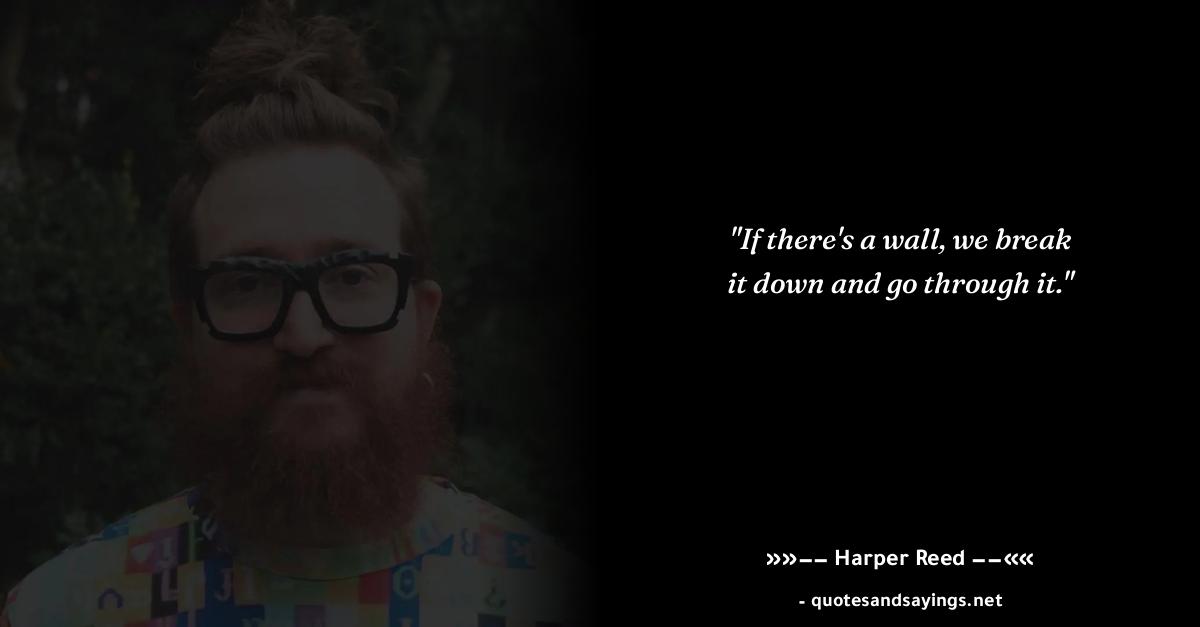 "If there's a wall, we break
it down and go through it."
»»−− Harper Reed −−««
- quotesandsayings.net